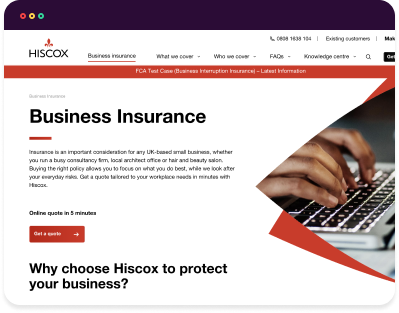 0808 1638 104 | Existing customers |
HISCOX Business insurance What we cover Who we cover FAQs Knowledge centre
FCA Test Case (Business Interruption Insurance) – Latest Information
Business Insurance
Business Insurance
Insurance is an important consideration for any UK-based small business, whether
you run a busy consultancy firm, local architect office or hair and beauty salon.
Buying the right policy allows you to focus on what you do best, while we look after
your everyday risks. Get a quote tailored to your workplace needs in minutes with
Hiscox.
Online quote in 5 minutes
Get a quote
Why choose Hiscox to protect
your business?